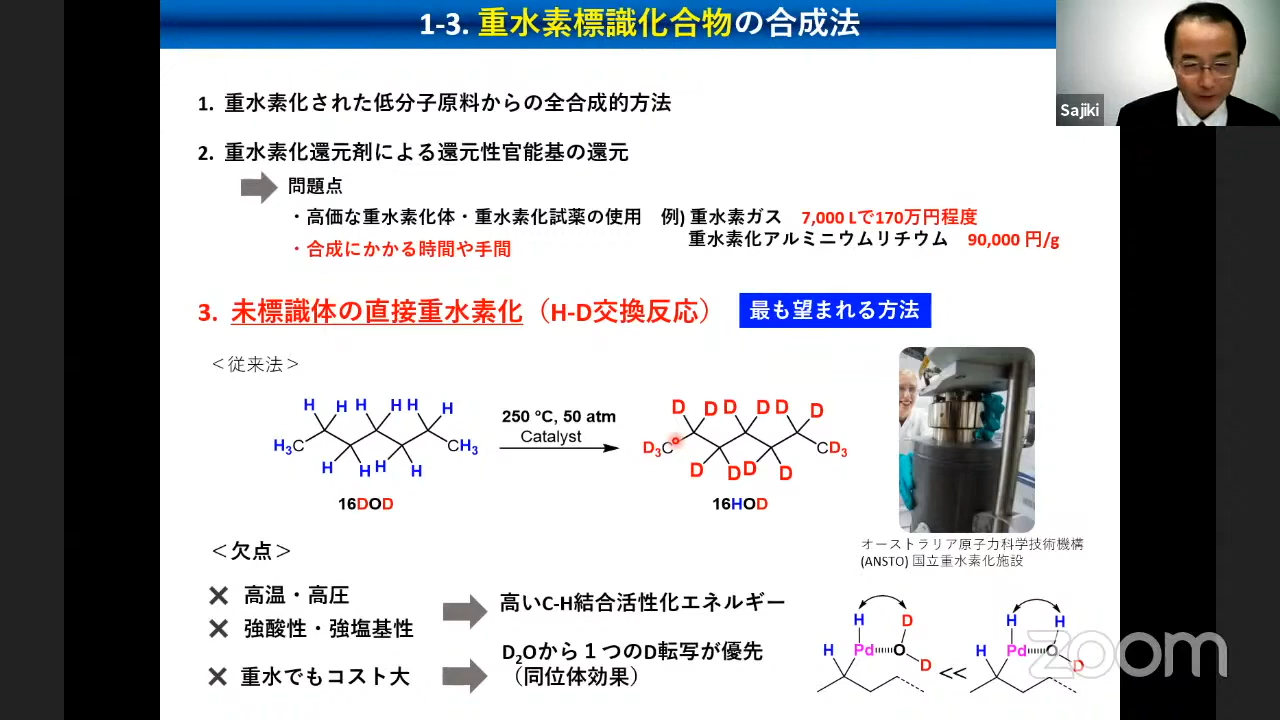 1-3. 重水素標識化合物の合成法
Sajiki
1. 重水素化された低分子原料からの全合成的方法
2. 重水素化還元剤による還元性官能基の還元
問題点
・高価な重水素化体・重水素化試薬の使用 例) 重水素ガス 7,000 Lで170万円程度
重水素化アルミニウムリチウム 90,000 円/g
・合成にかかる時間や手間
3. 未標識体の直接重水素化（H-D交換反応） 最も望まれる方法
＜従来法＞
H H H H H H
H3C CH3
H H H H
250 °C, 50 atm
Catalyst
D D D D D D
D3C CD3
D D D D
16DOD
16HOD
オーストラリア原子力科学技術機構
(ANSTO) 国立重水素化施設
＜欠点＞
✕ 高温・高圧
✕ 強酸性・強塩基性
高いC-H結合活性化エネルギー
✕ 重水でもコスト大
D2Oから１つのD転写が優先
（同位体効果）
H D
H Pd O
D
<<
H H
H Pd O
D
zoom